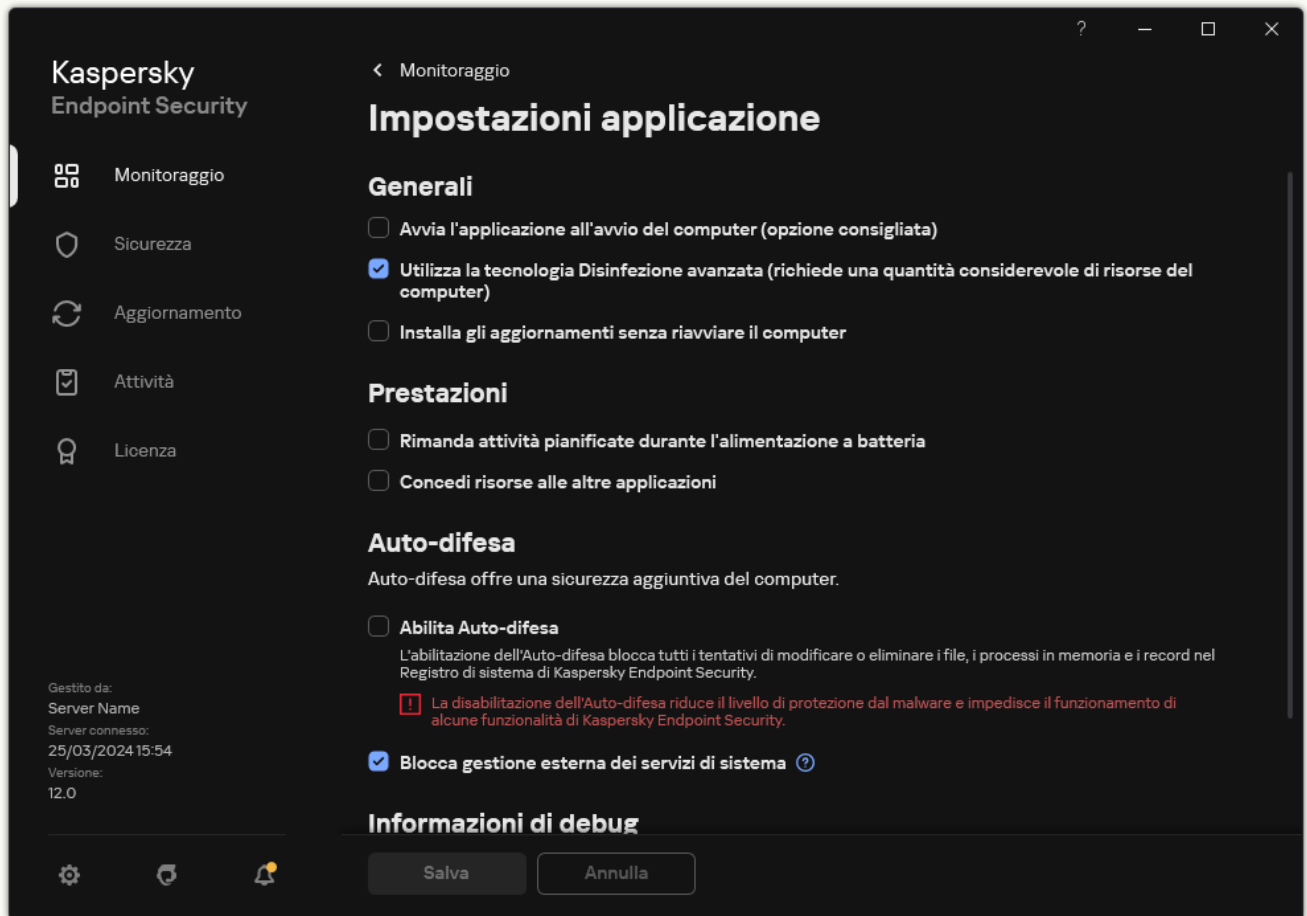 ?
Kaspersky
Endpoint Security
Monitoraggio
Sicurezza
Aggiornamento
Attività
Licenza
Gestito da:
Server Name
Server connesso:
25/03/2024 15:54
Versione:
12.0
Monitoraggio
Impostazioni applicazione
Generali
Avvia l'applicazione all'avvio del computer (opzione consigliata)
Utilizza la tecnologia Disinfezione avanzata (richiede una quantità considerevole di risorse del
computer)
Installa gli aggiornamenti senza riavviare il computer
Prestazioni
Rimanda attività pianificate durante l'alimentazione a batteria
Concedi risorse alle altre applicazioni
Auto-difesa
Auto-difesa offre una sicurezza aggiuntiva del computer.
Abilita Auto-difesa
L'abilitazione dell'Auto-difesa blocca tutti i tentativi di modificare o eliminare i file, i processi in memoria e i record nel
Registro di sistema di Kaspersky Endpoint Security.
La disabilitazione dell'Auto-difesa riduce il livello di protezione dal malware e impedisce il funzionamento di
alcune funzionalità di Kaspersky Endpoint Security.
Blocca gestione esterna dei servizi di sistema ?
Informazioni di debug
Salva
Annulla